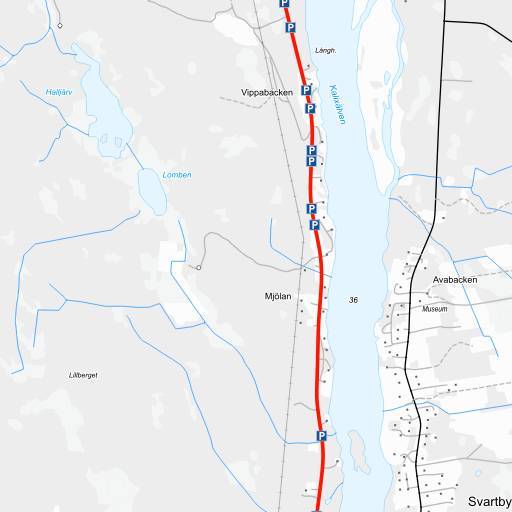 Långh.
Halljärv
Vippabacken
P
Kalixälven
Lomben
Avabacken
Mjölan
36
Museum
Lillberget
Svartby